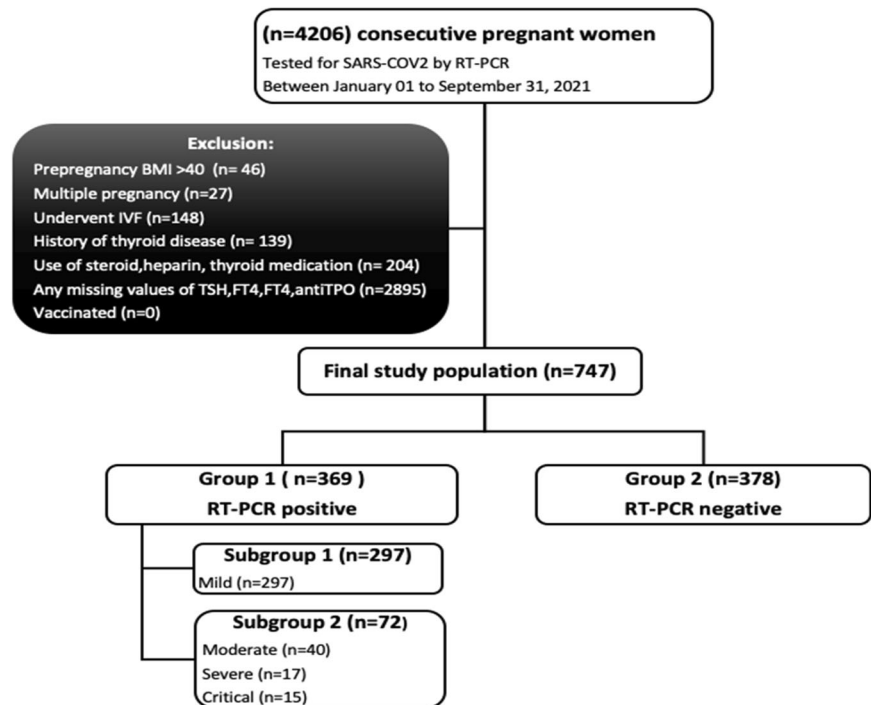 (n=4206) consecutive pregnant women
Tested for SARS-COV2 by RT-PCR
Between January 01 to September 31, 2021
Exclusion:
Prepregnancy BMI >40 (n= 46)
Multiple pregnancy (n=27)
Undervent IVF (n=148)
History of thyroid disease (n= 139)
Use of steroid,heparin, thyroid medication (n= 204)
Any missing values of TSH,FT4,FT4,antiTPO (n=2895)
Vaccinated (n=0)
Final study population (n=747)
Group 1 ( n=369 )
RT-PCR positive
Group 2 (n=378)
RT-PCR negative
Subgroup 1 (n=297)
Mild (n=297)
Subgroup 2 (n=72)
Moderate (n=40)
Severe (n=17)
Critical (n=15)